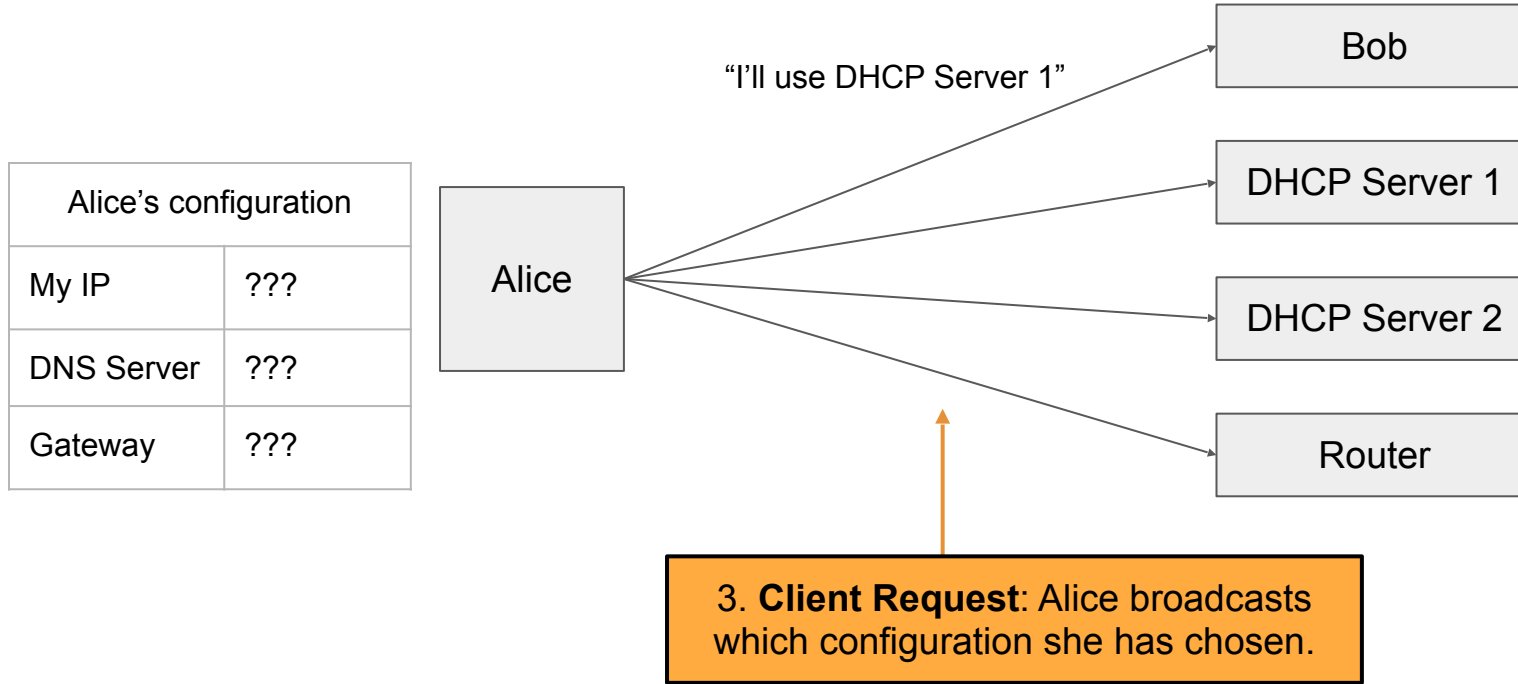 “I’ll use DHCP Server 1”
Bob
DHCP Server 1
DHCP Server 2
Router
Alice
Alice’s configuration
My IP ???
DNS Server ???
Gateway ???
3. Client Request: Alice broadcasts
which configuration she has chosen.